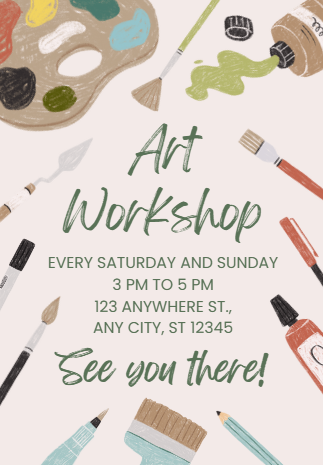 Art
Workshop
EVERY SATURDAY AND SUNDAY
3 PM TO 5 PM
123 ANYWHERE ST.,
ANY CITY, ST 12345
See you there!